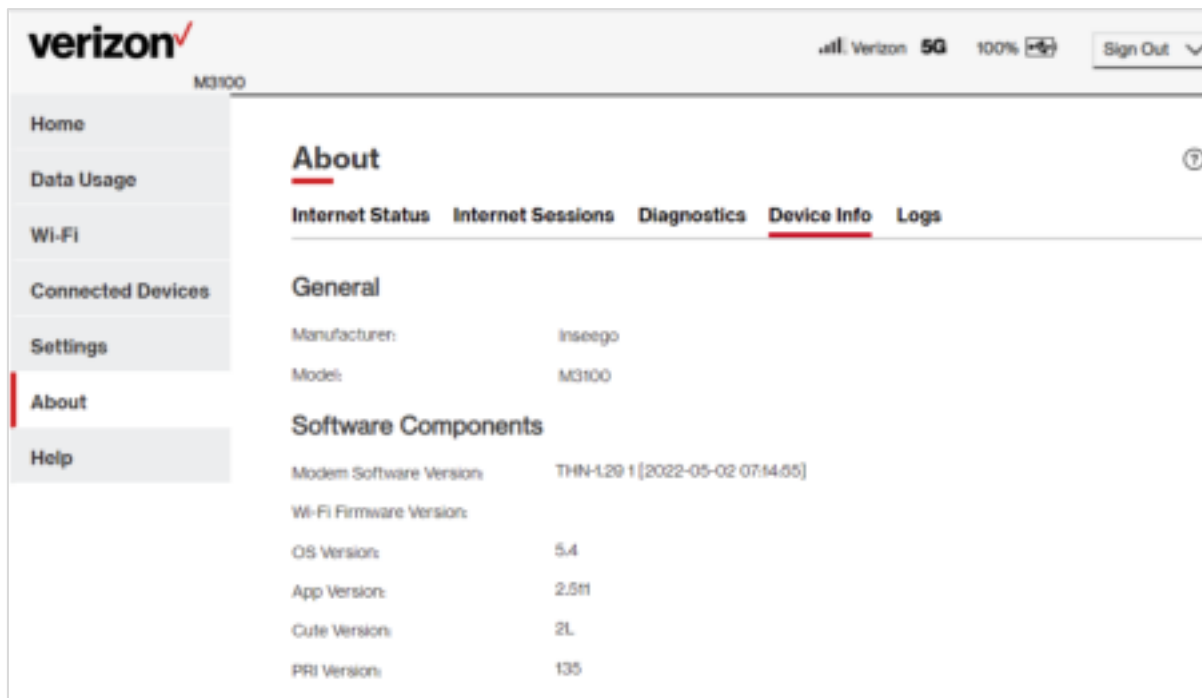 verizon
Verizon 5G 100% Sign Out
M3100
Home
Data Usage
Wi-Fi
Connected Devices
Settings
About
Help
About
Internet Status Internet Sessions Diagnostics Device Info Logs
General
Manufacturer: Inseego
Model: M3100
Software Components
Modem Software Version: THN-1.29 1 [2022-05-02 07:14:55]
Wi-Fi Firmware Version:
OS Version: 5.4
App Version: 2.511
Cute Version: 2L
PRI Version: 135